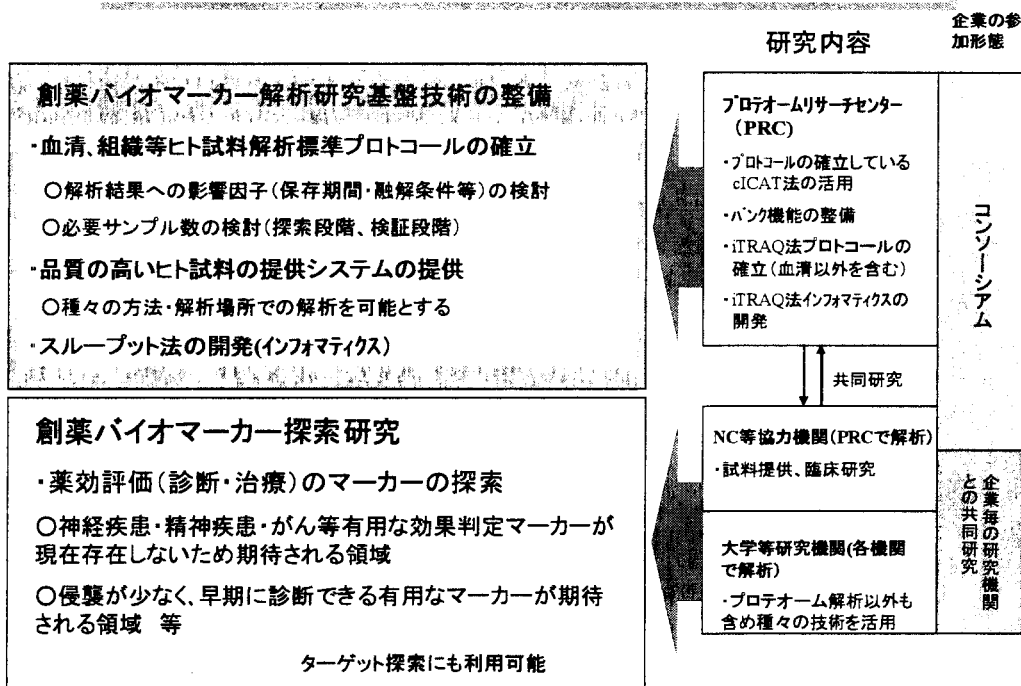 研究内容
企業の参
加形態
創薬バイオマーカー解析研究基盤技術の整備
・血清、組織等ヒト試料解析標準プロトコールの確立
○解析結果への影響因子(保存期間・融解条件等)の検討
○必要サンプル数の検討(探索段階、検証段階)
・品質の高いヒト試料の提供システムの提供
○種々の方法・解析場所での解析を可能とする
・スループット法の開発(インフォマティクス)
創薬バイオマーカー探索研究
・薬効評価(診断・治療)のマーカーの探索
○神経疾患・精神疾患・がん等有用な効果判定マーカーが
現在存在しないため期待される領域
○侵襲が少なく、早期に診断できる有用なマーカーが期待
される領域 等
ターゲット探索にも利用可能
プロテオームリサーチセンター
(PRC)
・プロトコールの確立している
cICAT法の活用
・バンク機能の整備
・iTRAQ法プロトコールの
確立(血清以外を含む)
・iTRAQ法インフォマティクスの
開発
共同研究
NC等協力機関(PRCで解析)
・試料提供、臨床研究
大学等研究機関(各機関
で解析)
・プロテオーム解析以外も
含め種々の技術を活用
コンソーシアム
企業毎の研究機関
との共同研究